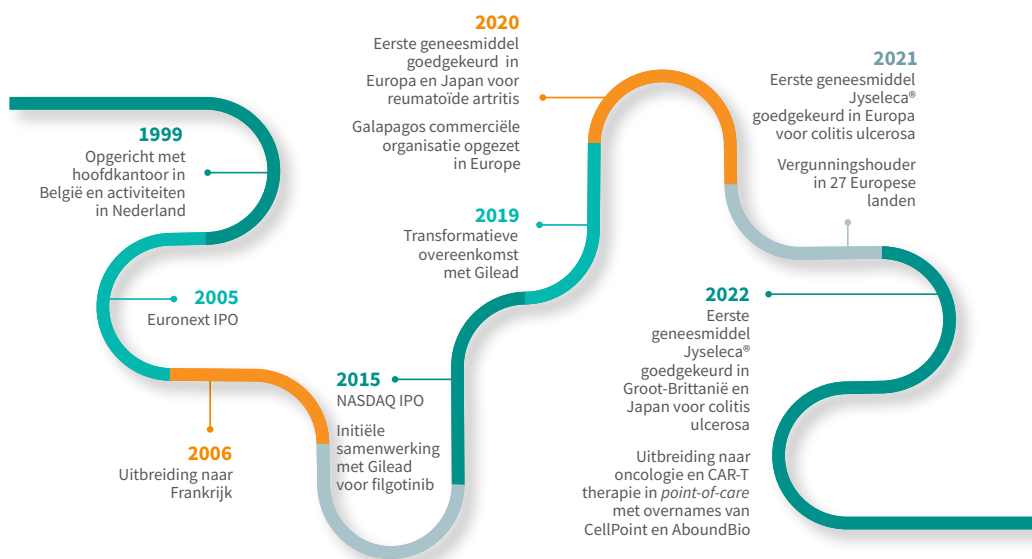 1999
Opgericht met
hoofdkantoor in
België en activiteiten
in Nederland
2005
Euronext IPO
2006
Uitbreiding naar
Frankrijk
2015
NASDAQ IPO
Initiële
samenwerking
met Gilead
voor filgotinib
2019
Transformatieve
overeenkomst
met Gilead
2020
Eerste geneesmiddel
goedgekeurd in
Europa en Japan voor
reumatoïde artritis
Galapagos commerciële
organisatie opgezet
in Europe
2021
Eerste geneesmiddel
Jyseleca®
goedgekeurd in Europa
voor colitis ulcerosa
Vergunningshouder
in 27 Europese
landen
2022
Eerste
geneesmiddel
Jyseleca®
goedgekeurd in
Groot-Brittanië en
Japan voor colitis
ulcerosa
Uitbreiding naar
oncologie en CAR-T
therapie in point-of-care
met overnames van
CellPoint en AboundBio